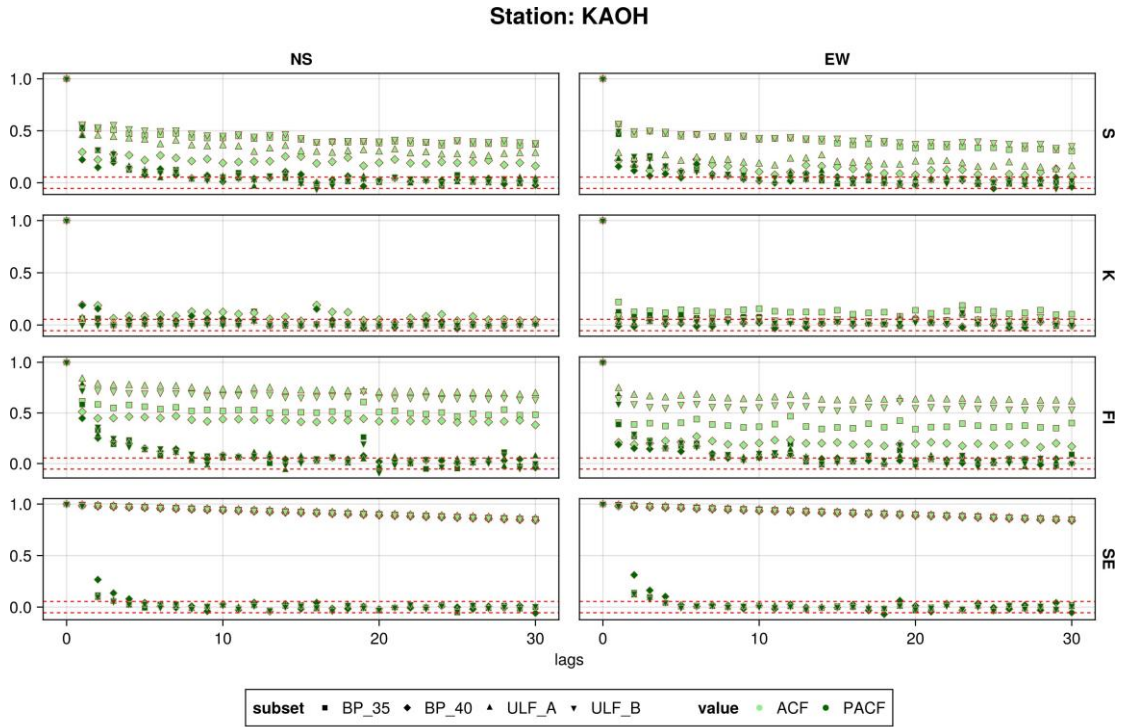 Station: KAOH
NS EW
1.0
0.5
0.0
S
1.0
0.5
0.0
K
1.0
0.5
0.0
FI
1.0
0.5
0.0
SE
0 10 20 30 0 10 20 30
lags
subset BP_35 BP_40 ULF_A ULF_B value ACF PACF